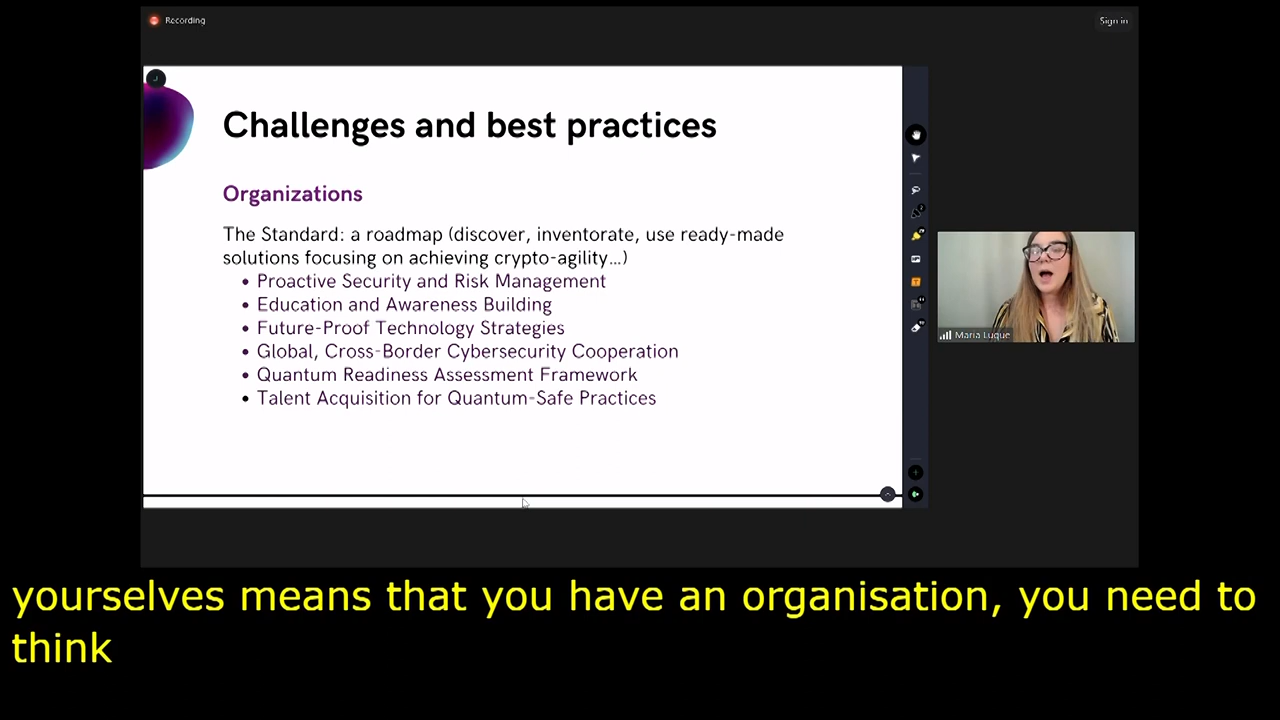 Recording
Sign in
Challenges and best practices
Organizations
The Standard: a roadmap (discover, inventorate, use ready-made
solutions focusing on achieving crypto-agility...)
• Proactive Security and Risk Management
• Education and Awareness Building
• Future-Proof Technology Strategies
• Global, Cross-Border Cybersecurity Cooperation
• Quantum Readiness Assessment Framework
• Talent Acquisition for Quantum-Safe Practices
Maria Luque
yourselves means that you have an organisation, you need to
think